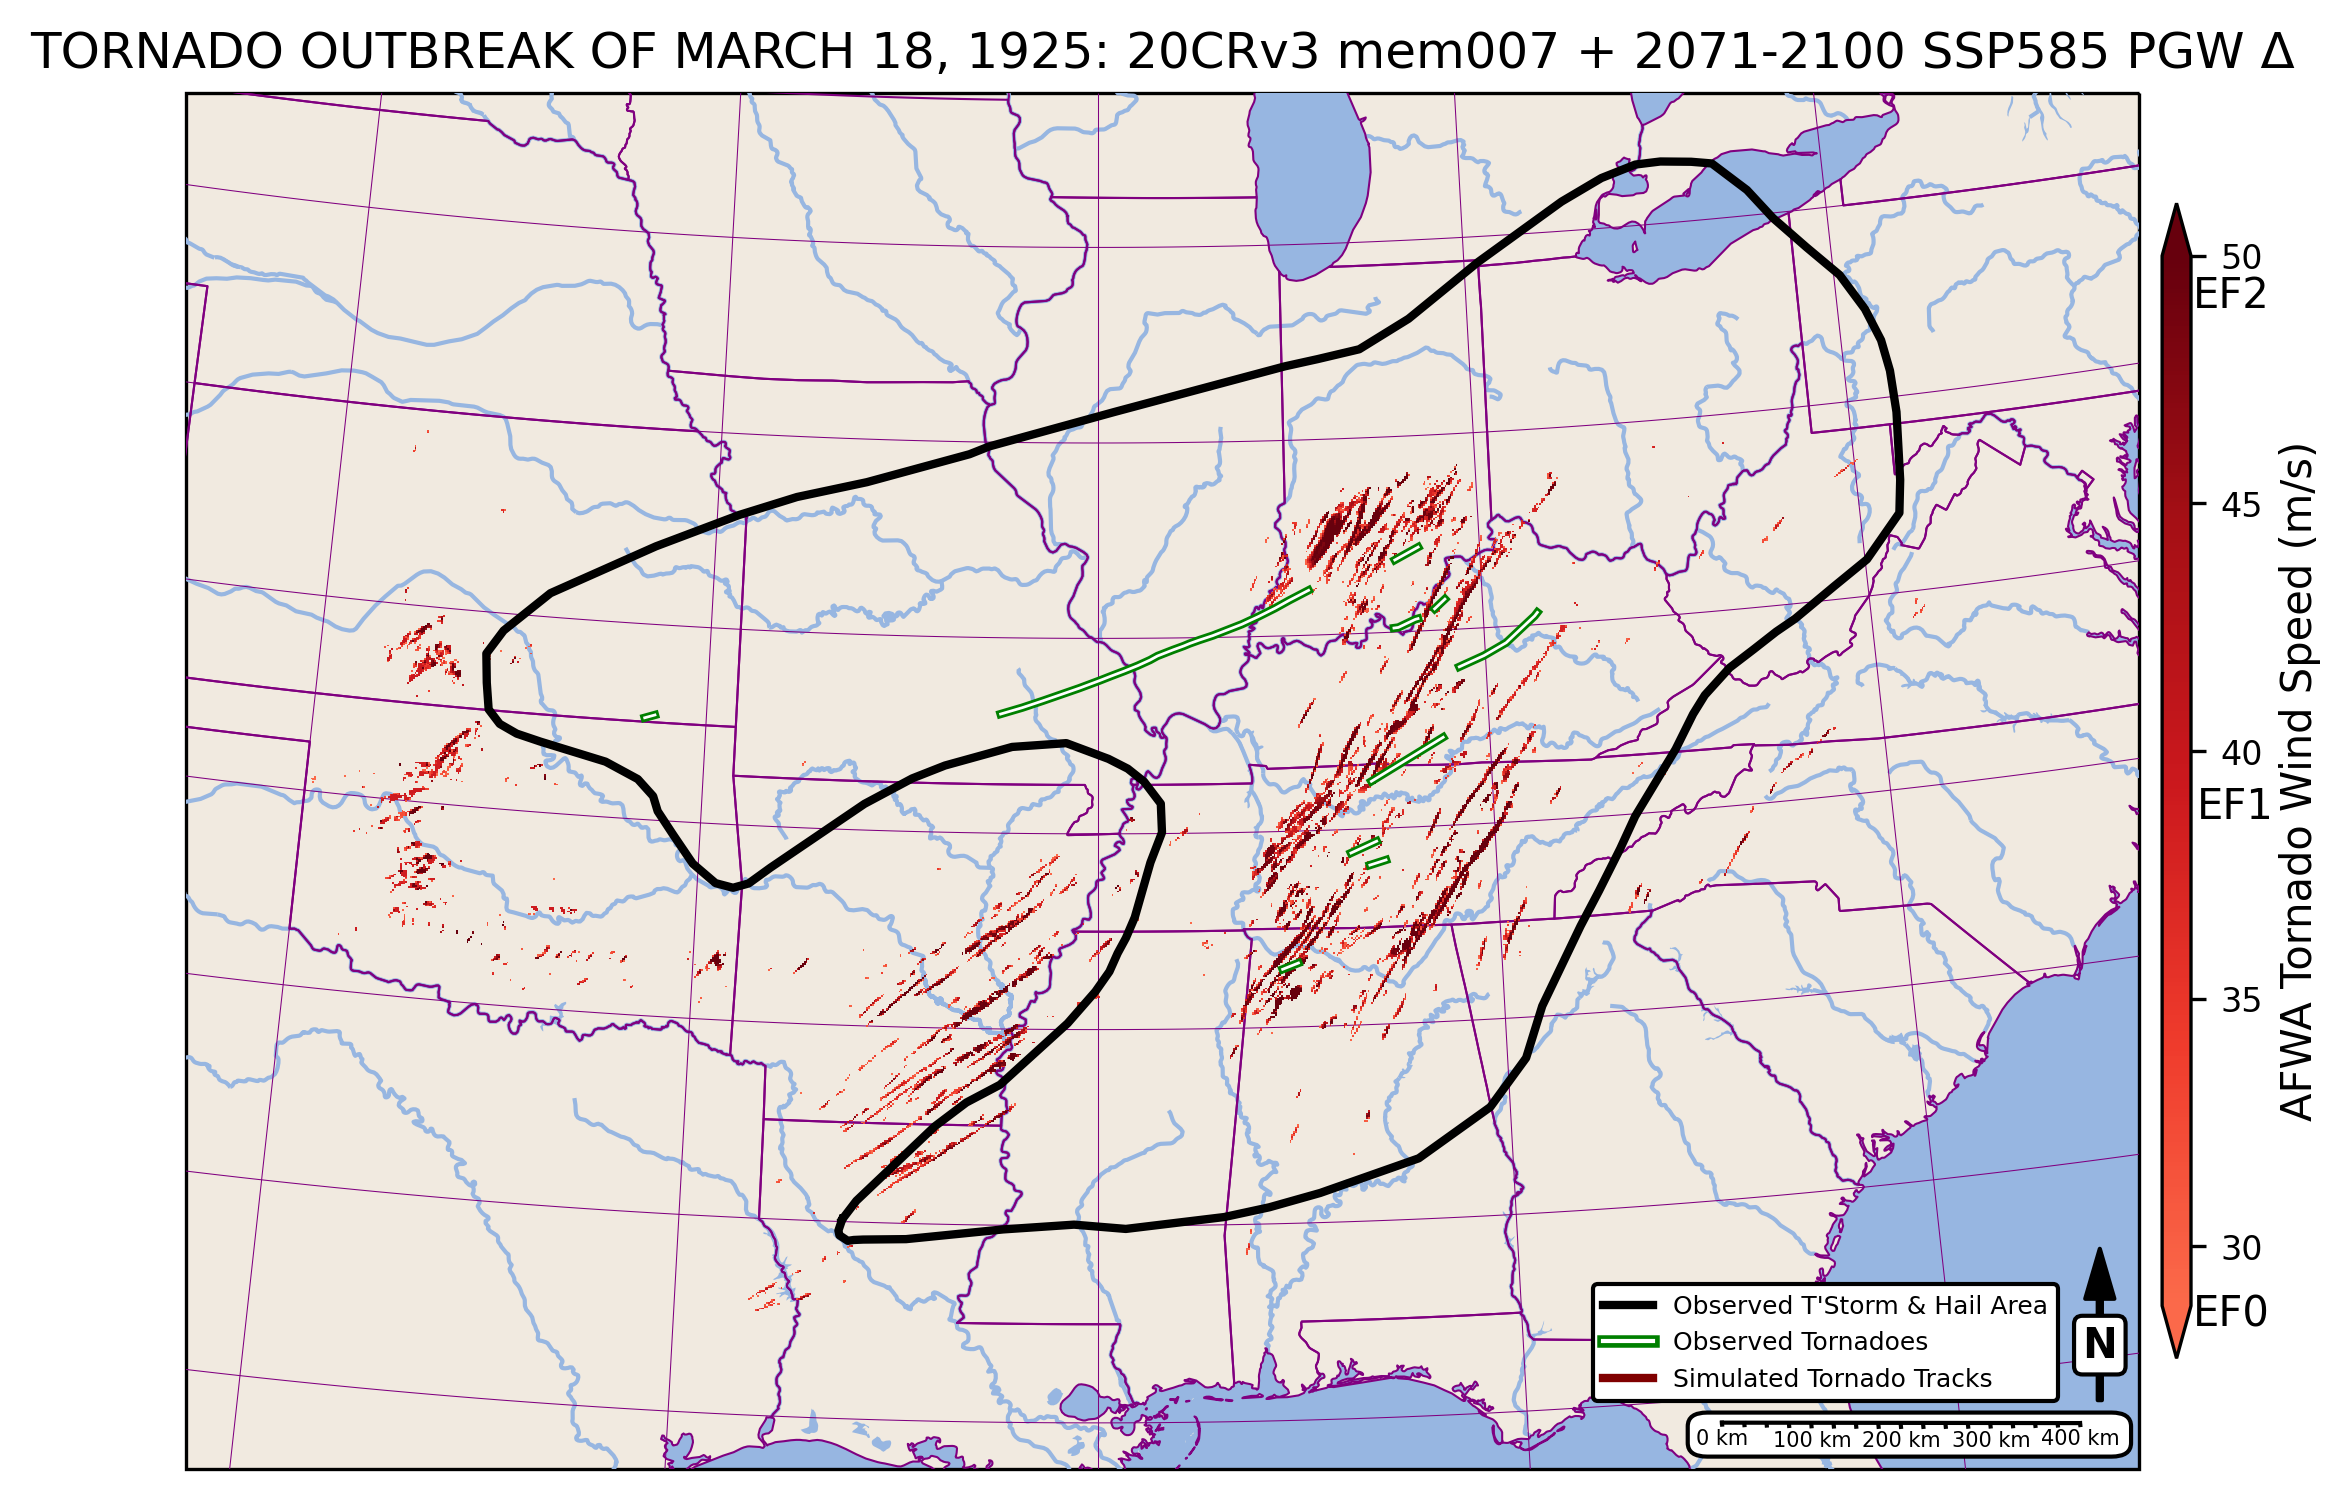 TORNADO OUTBREAK OF MARCH 18, 1925: 20CRv3 mem007 + 2071-2100 SSP585 PGW Δ
50
EF2
45
40
EF1
35
30
EF0
AFWA Tornado Wind Speed (m/s)
Observed T'Storm & Hail Area
Observed Tornadoes
Simulated Tornado Tracks
N
0 km 100 km 200 km 300 km 400 km